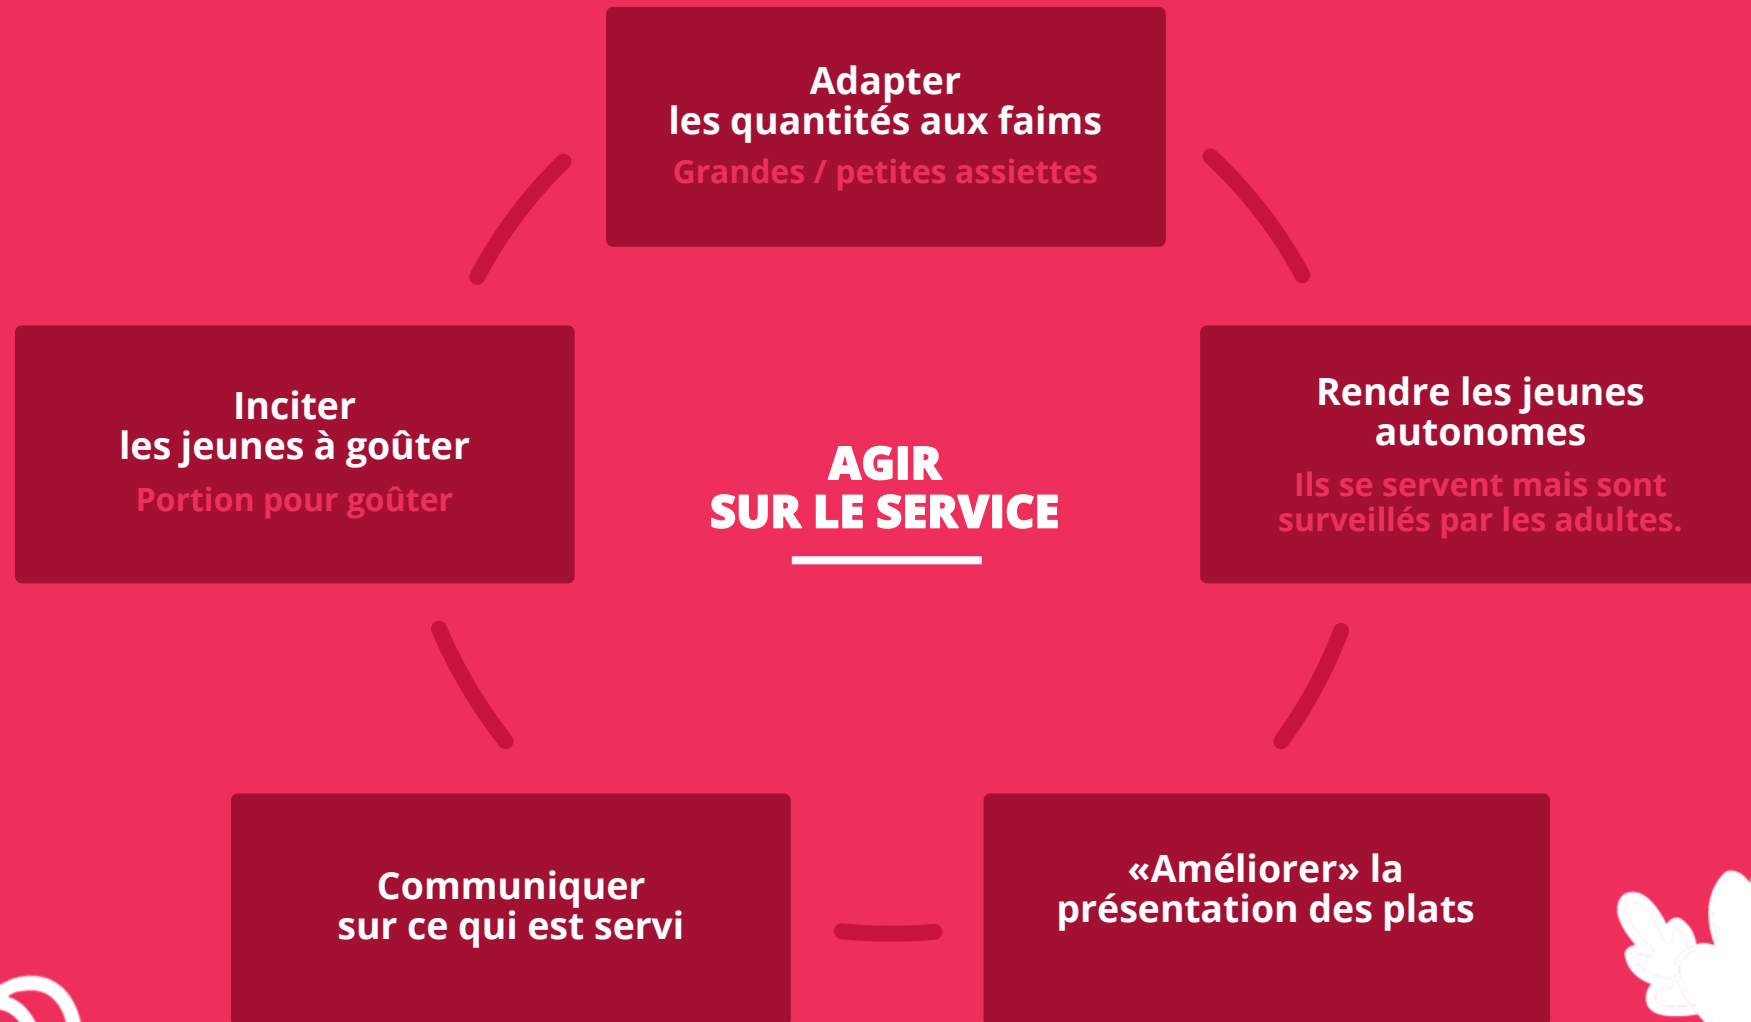 Adapter
les quantités aux faims
Grandes / petites assiettes
Inciter
les jeunes à goûter
Portion pour goûter
AGIR
SUR LE SERVICE
Rendre les jeunes
autonomes
Ils se servent mais sont
surveillés par les adultes.
Communiquer
sur ce qui est servi
«Améliorer» la
présentation des plats